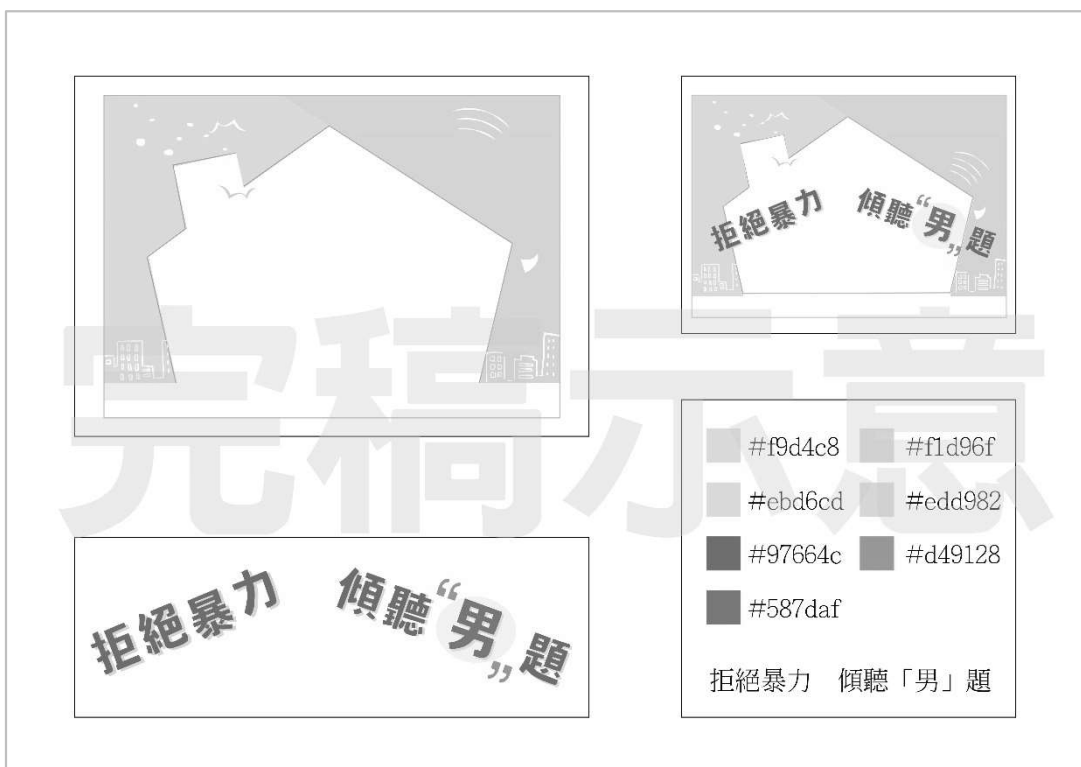 拒絕暴力 傾聽“男”題
完稿示意
#f9d4c8 #f1d96f
#ebd6cd #edd982
#97664c #d49128
#587daf
拒絕暴力 傾聽“男”題
拒絕暴力 傾聽「男」題